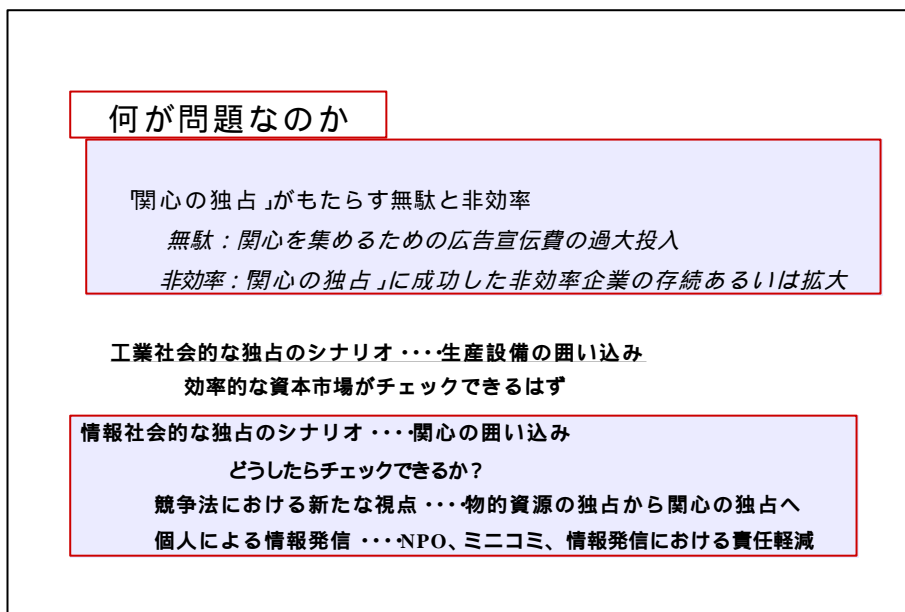 何が問題なのか
「関心の独占」がもたらす無駄と非効率
無駄：関心を集めるための広告宣伝費の過大投入
非効率：「関心の独占」に成功した非効率企業の存続あるいは拡大
工業社会的な独占のシナリオ ････生産設備の囲い込み
効率的な資本市場がチェックできるはず
情報社会的な独占のシナリオ ････関心の囲い込み
どうしたらチェックできるか？
競争法における新たな視点 ････物的資源の独占から関心の独占へ
個人による情報発信 ････NPO、ミニコミ、情報発信における責任軽減